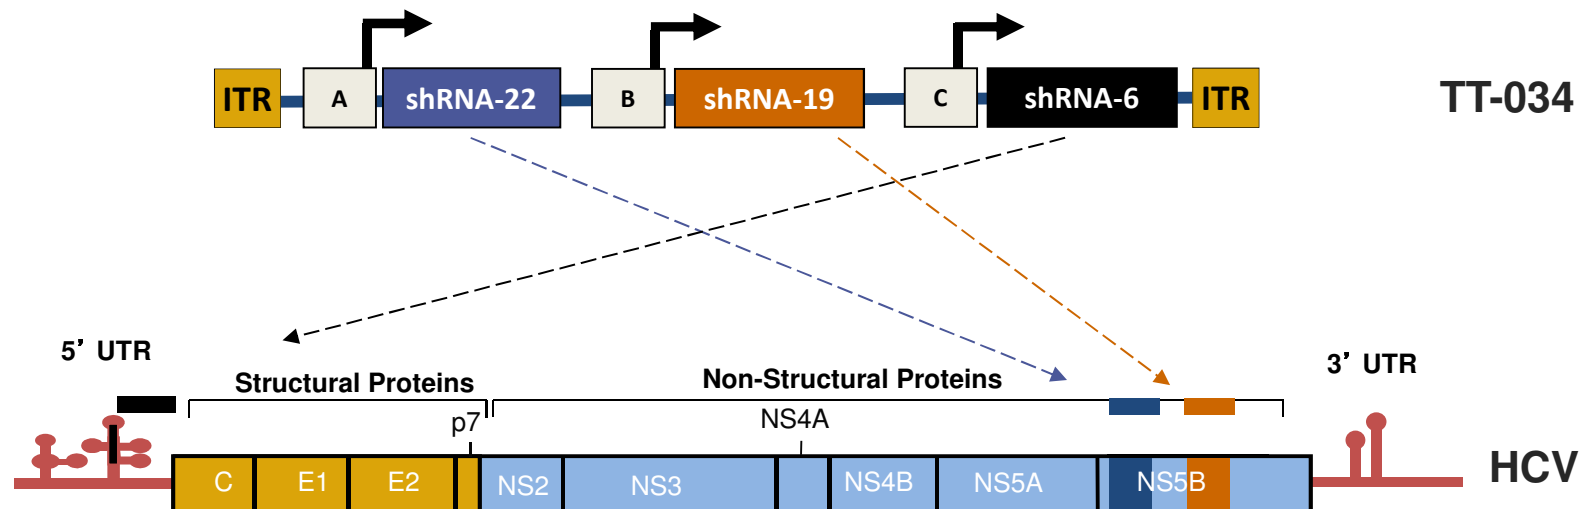 ITR A shRNA-22 B shRNA-19 C shRNA-6 ITR
TT-034
5’ UTR
Structural Proteins
Non-Structural Proteins
3’ UTR
p7
NS4A
C E1 E2 NS2 NS3 NS4B NS5A NS5B
HCV